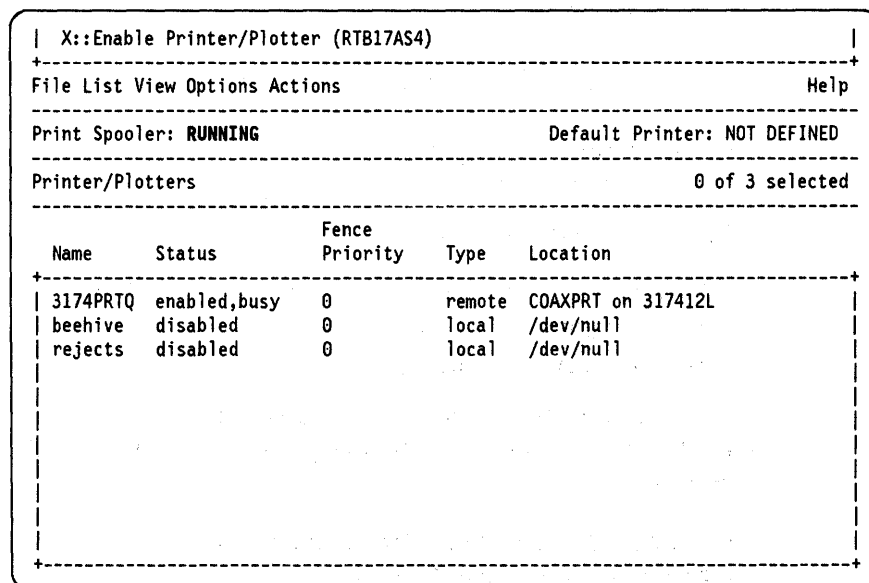 X::Enable Printer/Plotter (RTB17AS4)
File List View Options Actions Help
Print Spooler: RUNNING Default Printer: NOT DEFINED
Printer/Plotters 0 of 3 selected
Fence
Name Status Priority Type Location
3174PRTQ enabled,busy 0 remote COAXPRT on 317412L
beehive disabled 0 local /dev/null
rejects disabled 0 local /dev/null